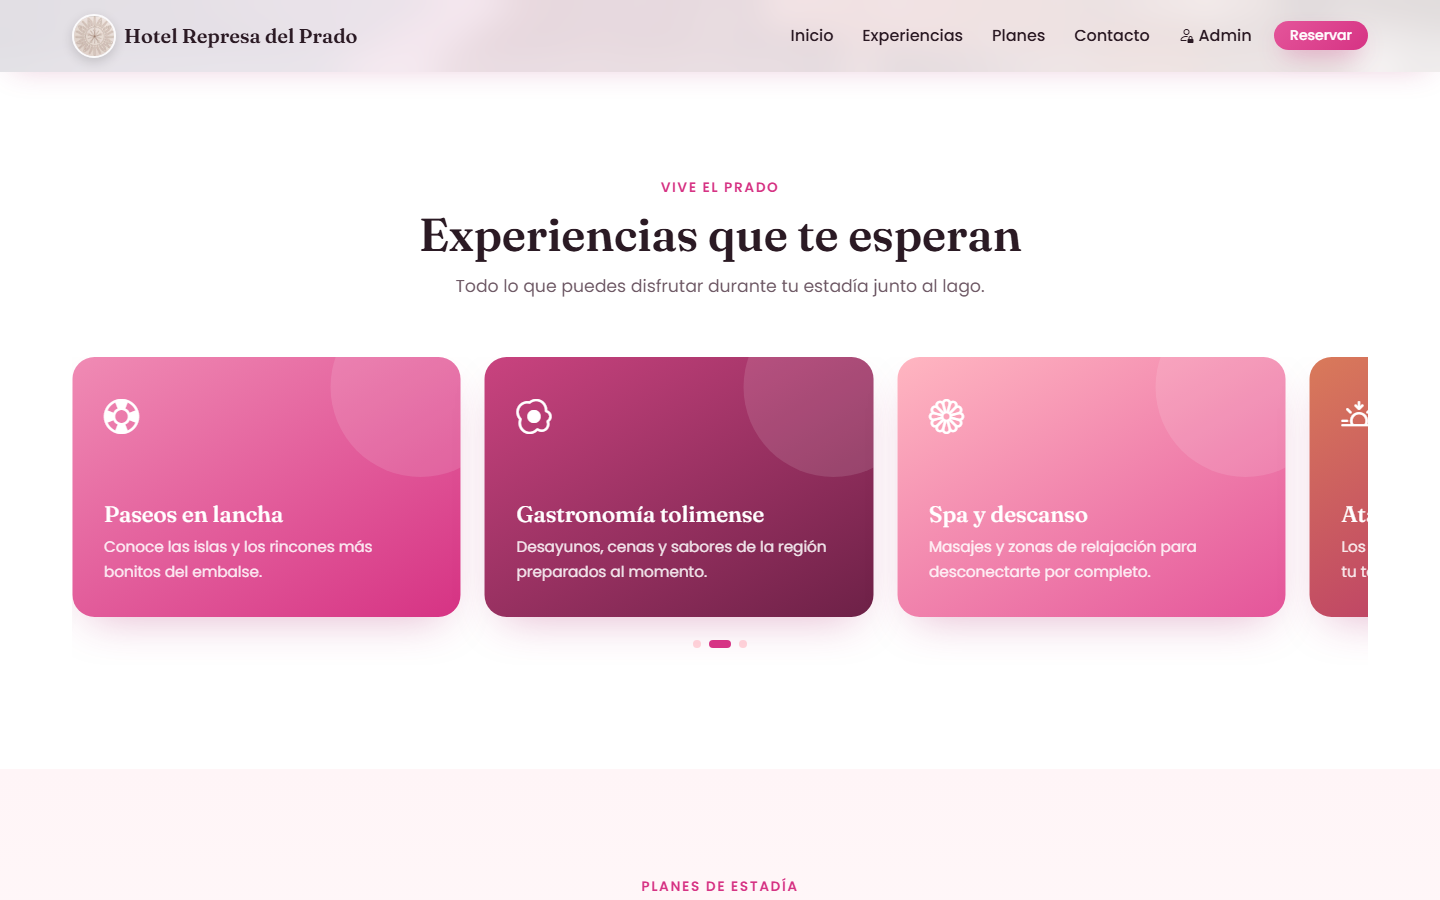 Hotel Represa del Prado
Inicio
Experiencias
Planes
Contacto
Admin
Reservar
VIVE EL PRADO
Experiencias que te esperan
Todo lo que puedes disfrutar durante tu estadía junto al lago.
Paseos en lancha
Conoce las islas y los rincones más
bonitos del embalse.
Gastronomía tolimense
Desayunos, cenas y sabores de la región
preparados al momento.
Spa y descanso
Masajes y zonas de relajación para
desconectarte por completo.
Los
tu
PLANES DE ESTADÍA